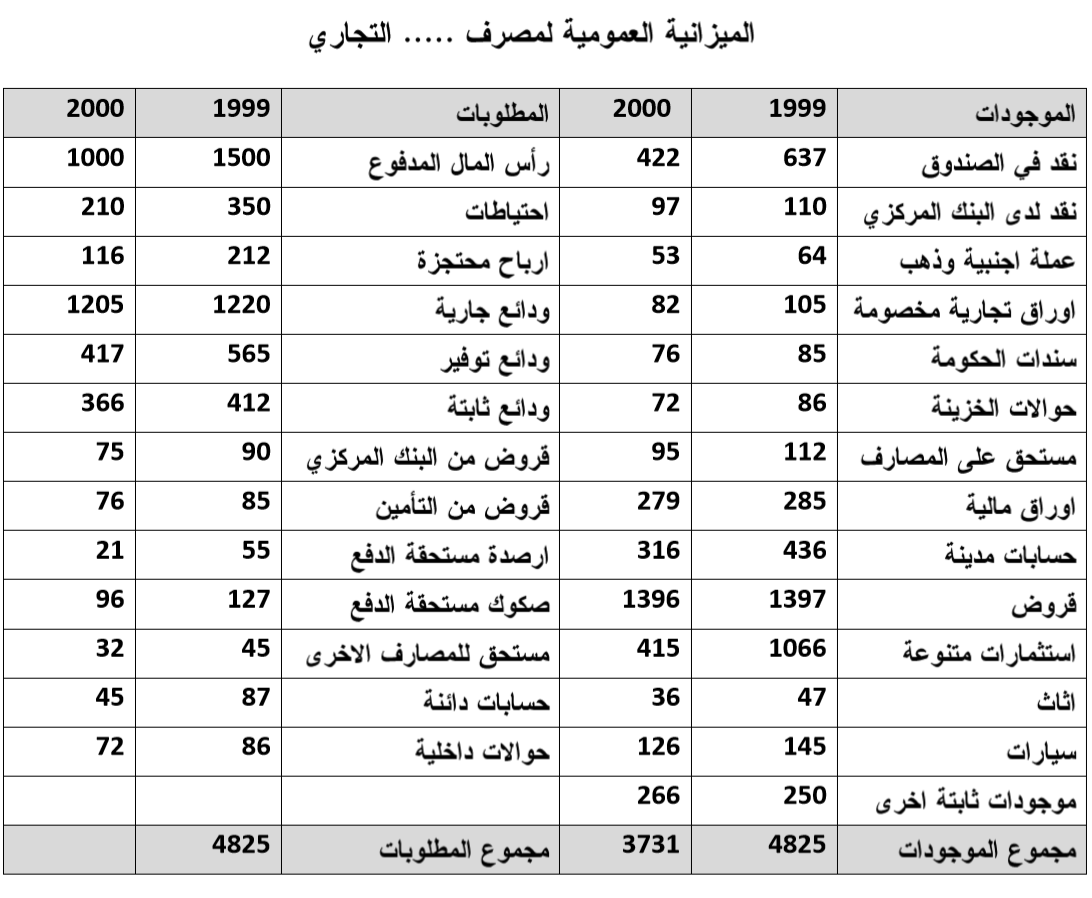 الميزانية العمومية لمصرف ..... التجاري
الموجودات 1999 2000 المطلوبات 1999 2000
نقد في الصندوق 637 422 رأس المال المدفوع 1500 1000
نقد لدى البنك المركزي 110 97 احتياطات 350 210
عملة اجنبية وذهب 64 53 ارباح محتجزة 212 116
اوراق تجارية مخصومة 105 82 ودائع جارية 1220 1205
سندات الحكومة 85 76 ودائع توفير 565 417
حوالات الخزينة 86 72 ودائع ثابتة 412 366
مستحق على المصارف 112 95 قروض من البنك المركزي 90 75
اوراق مالية 285 279 قروض من التأمين 85 76
حسابات مدينة 436 316 ارصدة مستحقة الدفع 55 21
قروض 1397 1396 صكوك مستحقة الدفع 127 96
استثمارات متنوعة 1066 415 مستحق للمصارف الاخرى 45 32
اثاث 47 36 حسابات دائنة 87 45
سيارات 145 126 حوالات داخلية 86 72
موجودات ثابتة اخرى 250 266
مجموع الموجودات 4825 3731 مجموع المطلوبات 4825